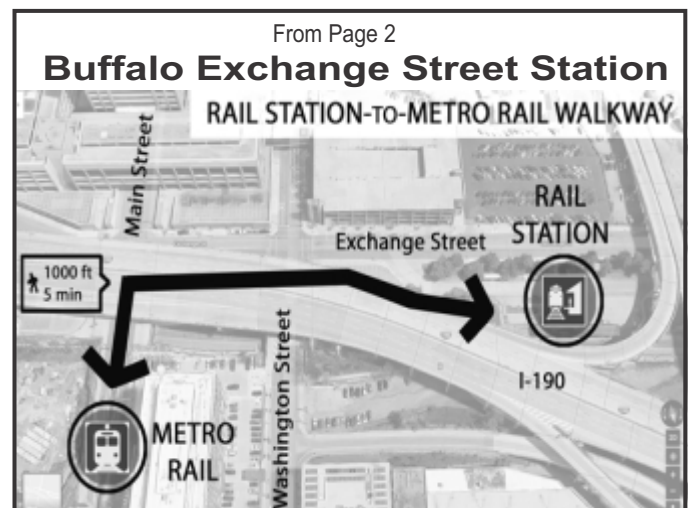 From Page 2
Buffalo Exchange Street Station
RAIL STATION-TO-METRO RAIL WALKWAY
Main Street
RAIL
STATION
Exchange Street
1000 ft
5 min
Washington Street
I-190
METRO
RAIL